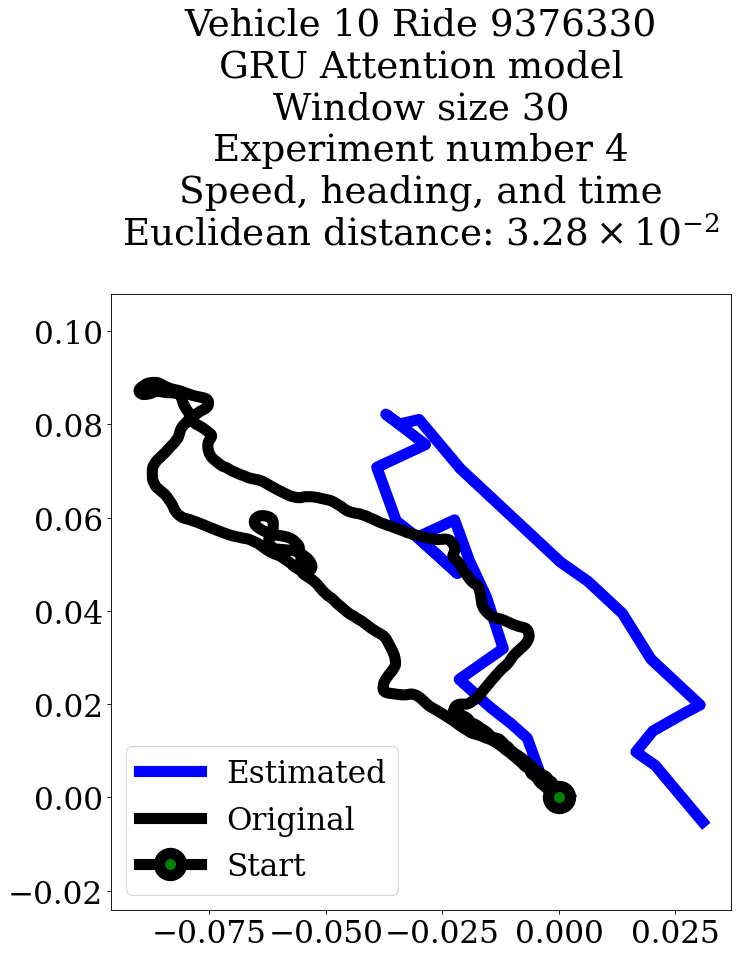 Vehicle 10 Ride 9376330
GRU Attention model
Window size 30
Experiment number 4
Speed, heading, and time
Euclidean distance: 3.28 × 10⁻²
0.10
0.08
0.06
0.04
0.02
0.00
−0.02
Estimated
Original
Start
−0.075 −0.050 −0.025 0.000 0.025